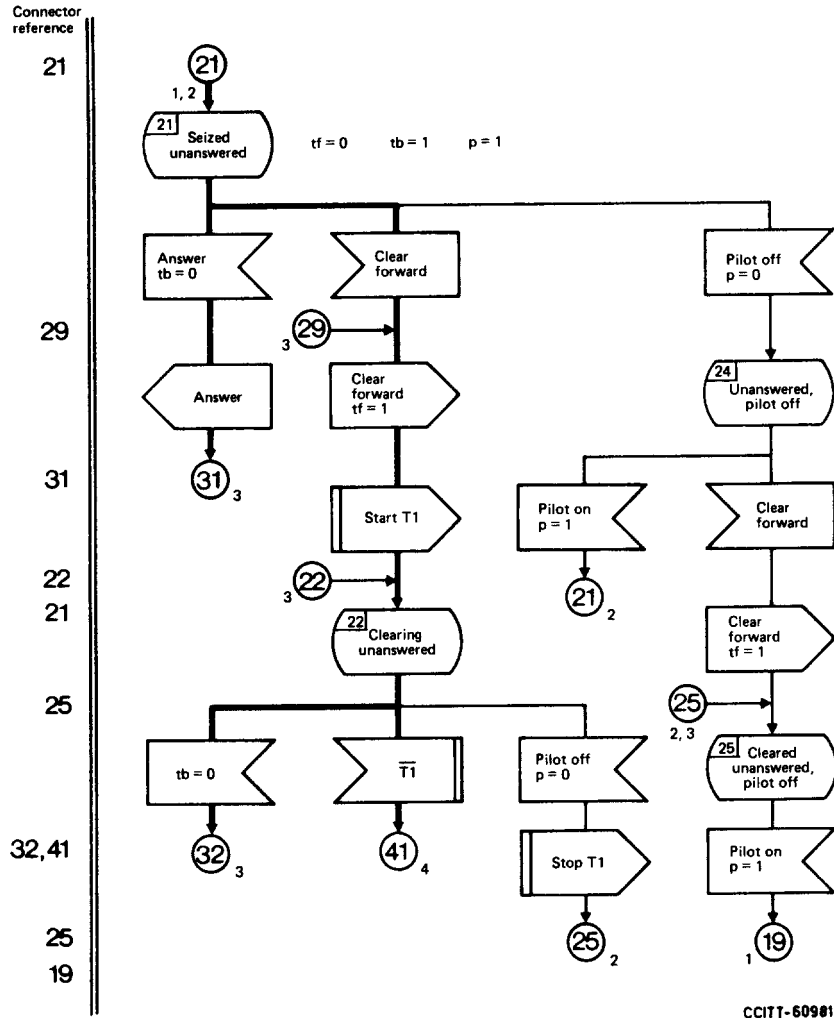 Connector
reference
21
21
1, 2
21
Seized
unanswered
tf = 0 tb = 1 p = 1
Answer
tb = 0
Clear
forward
Pilot off
p = 0
29
29
3
Answer
Clear
forward
tf = 1
24
Unanswered,
pilot off
31
31
3
Start T1
Pilot on
p = 1
Clear
forward
22
22
3
21
2
21
22
Clearing
unanswered
Clear
forward
tf = 1
25
25
2, 3
tb = 0
T̅1̅
Pilot off
p = 0
25
Cleared
unanswered,
pilot off
32,41
32
3
41
4
Stop T1
Pilot on
p = 1
25
25
2
19
1
19
CCITT-60981